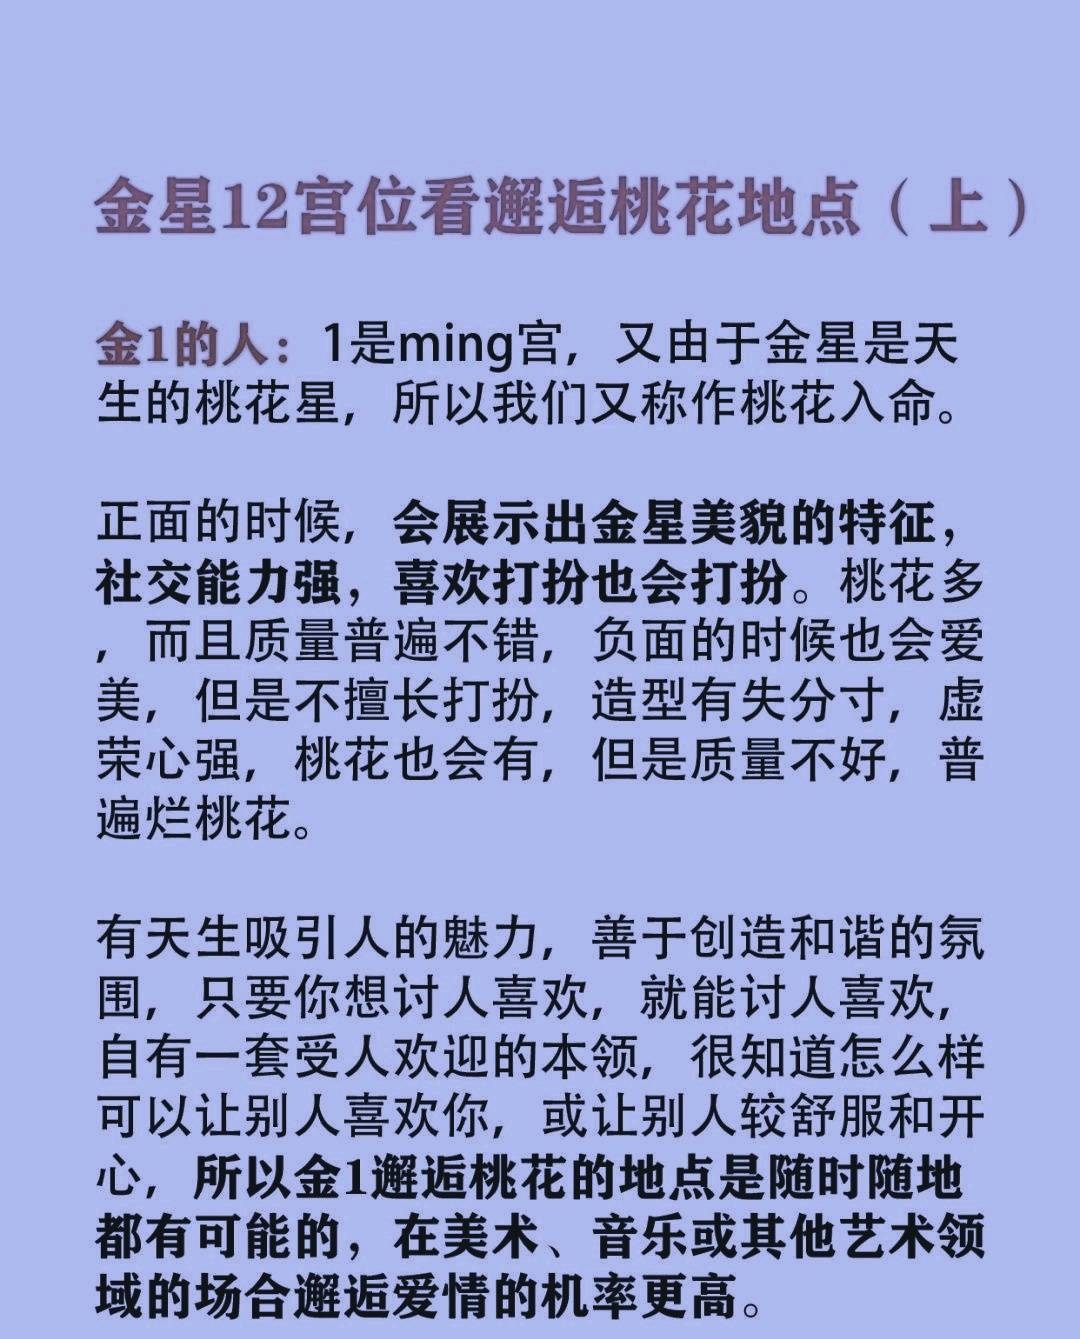 金星12宫位看邂逅桃花地点（上）
金1的人：1是ming宫，又由于金星是天
生的桃花星，所以我们又称作桃花入命。
正面的时候，会展示出金星美貌的特征，
社交能力强，喜欢打扮也会打扮。桃花多
，而且质量普遍不错，负面的时候也会爱
美，但是不擅长打扮，造型有失分寸，虚
荣心强，桃花也会有，但是质量不好，普
遍烂桃花。
有天生吸引人的魅力，善于创造和谐的氛
围，只要你想讨人喜欢，就能讨人喜欢，
自有一套受人欢迎的本领，很知道怎么样
可以让别人喜欢你，或让别人较舒服和开
心，所以金1邂逅桃花的地点是随时随地
都有可能的，在美术、音乐或其他艺术领
域的场合邂逅爱情的机率更高。